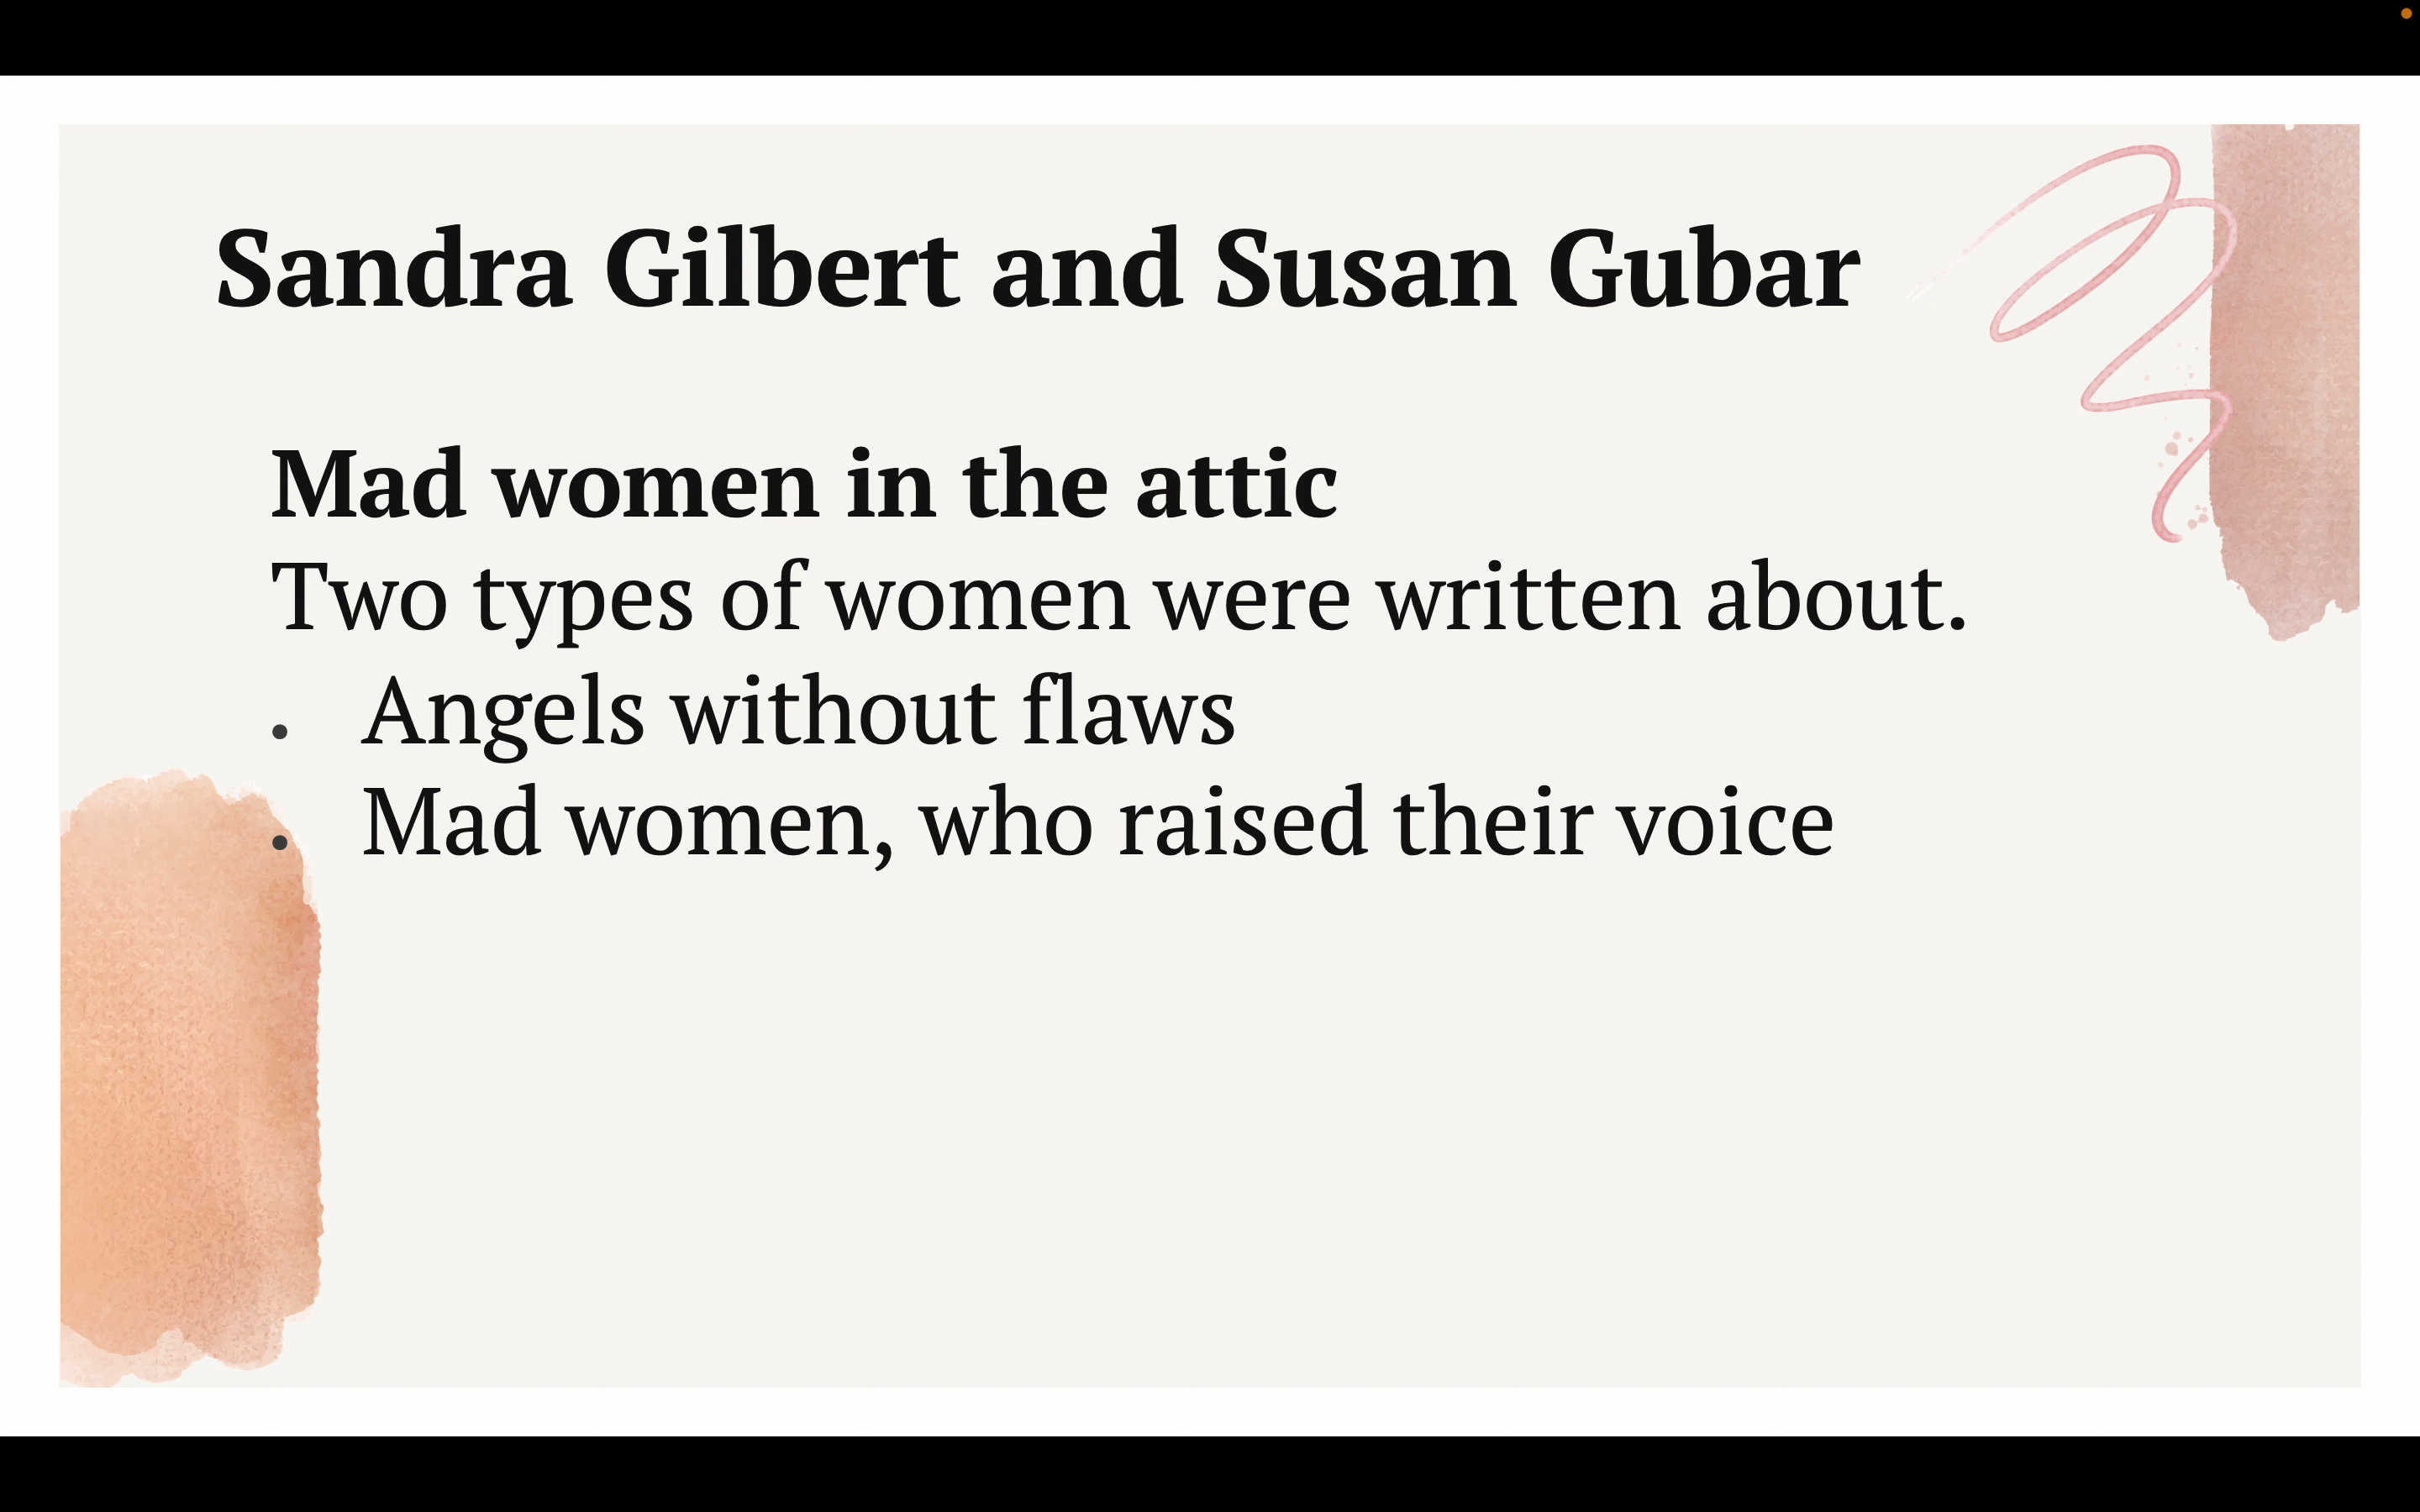 Sandra Gilbert and Susan Gubar
Mad women in the attic
Two types of women were written about.
• Angels without flaws
• Mad women, who raised their voice